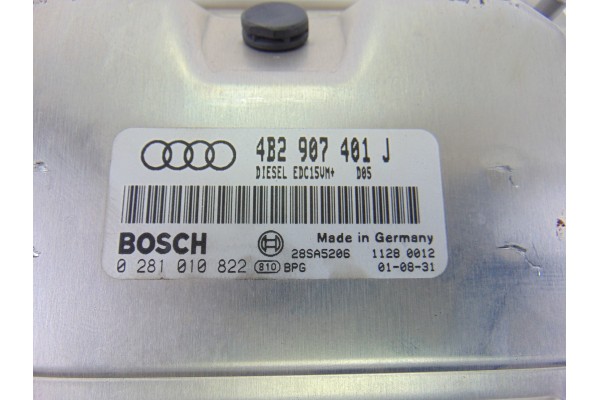 4B2 907 401 J
DIESEL EDC15VM+ D05
BOSCH
Made in Germany
28SA5206 1128 0012
0 281 010 822 810 BPG 01-08-31